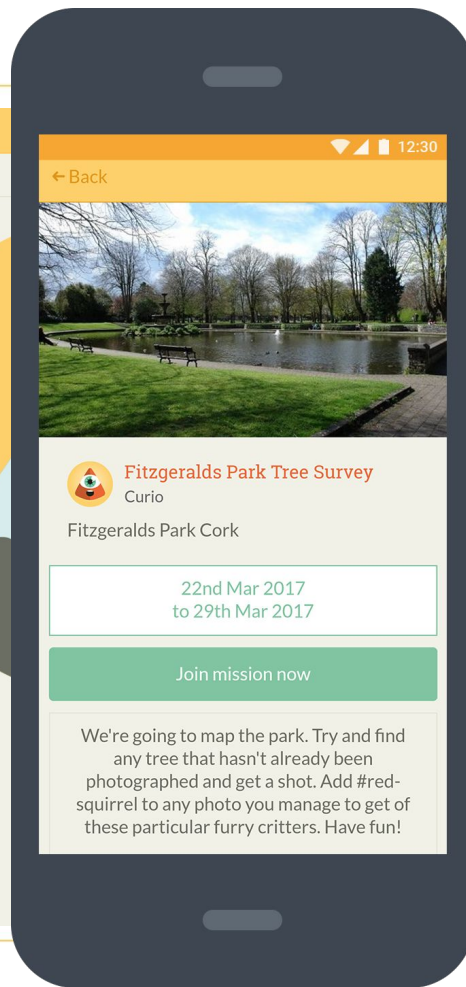 12:30
Back
Fitzgeralds Park Tree Survey
Curio
Fitzgeralds Park Cork
22nd Mar 2017
to 29th Mar 2017
Join mission now
We're going to map the park. Try and find
any tree that hasn't already been
photographed and get a shot. Add #red-
squirrel to any photo you manage to get of
these particular furry critters. Have fun!